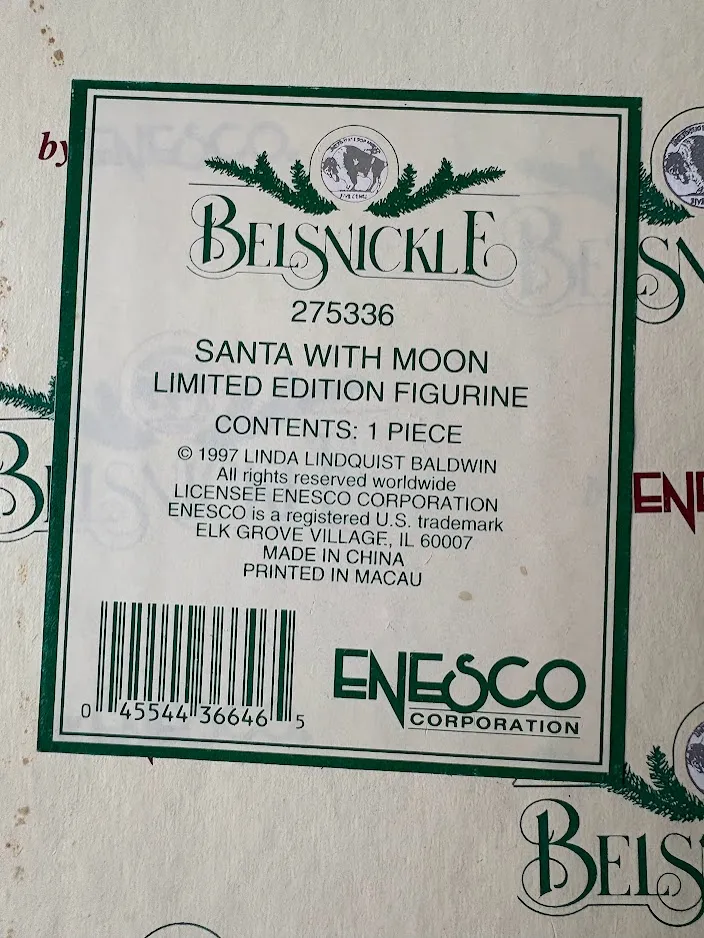 by
ENESCO
BELSNICKLE
275336
SANTA WITH MOON
LIMITED EDITION FIGURINE
CONTENTS: 1 PIECE
© 1997 LINDA LINDQUIST BALDWIN
All rights reserved worldwide
LICENSEE ENESCO CORPORATION
ENESCO is a registered U.S. trademark
ELK GROVE VILLAGE, IL 60007
MADE IN CHINA
PRINTED IN MACAU
0 45544 36646 5
ENESCO
CORPORATION
BELS